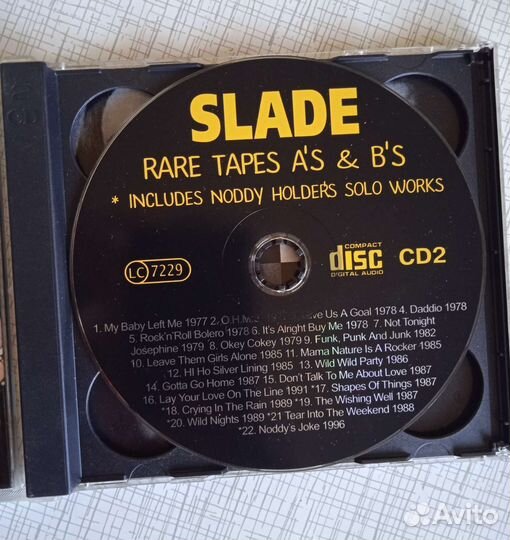 SLADE
RARE TAPES A'S & B'S
* INCLUDES NODDY HOLDER'S SOLO WORKS
LC 7229
COMPACT
disc
DIGITAL AUDIO
CD2
1. My Baby Left Me 1977 2. O.H.M.S Give Us A Goal 1978 4. Daddio 1978
5. Rock'n'Roll Bolero 1978 6. It's Alright Buy Me 1978 7. Not Tonight
Josephine 1979 8. Okey Cokey 1979 9. Funk, Punk And Junk 1982
10. Leave Them Girls Alone 1985 11. Mama Nature Is A Rocker 1985
12. HI Ho Silver Lining 1985 13. Wild Wild Party 1986
14. Gotta Go Home 1987 15. Don't Talk To Me About Love 1987
16. Lay Your Love On The Line 1991 *17. Shapes Of Things 1987
*18. Crying In The Rain 1989 *19. The Wishing Well 1987
*20. Wild Nights 1989 *21 Tear Into The Weekend 1988
*22. Noddy's Joke 1996
Avito